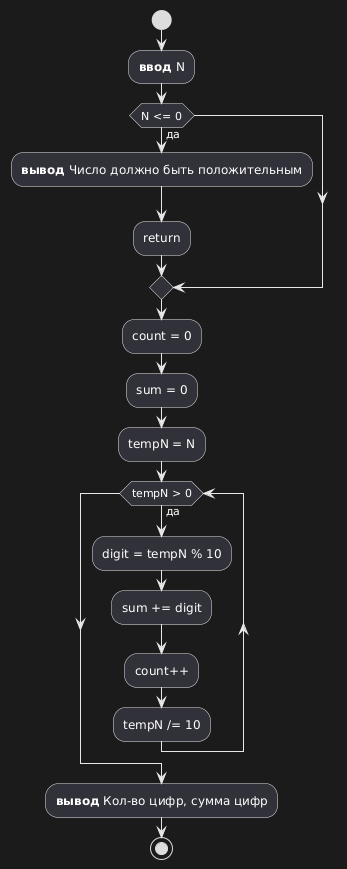 ввод N
N <= 0
да
вывод Число должно быть положительным
return
count = 0
sum = 0
tempN = N
tempN > 0
да
digit = tempN % 10
sum += digit
count++
tempN /= 10
вывод Кол-во цифр, сумма цифр